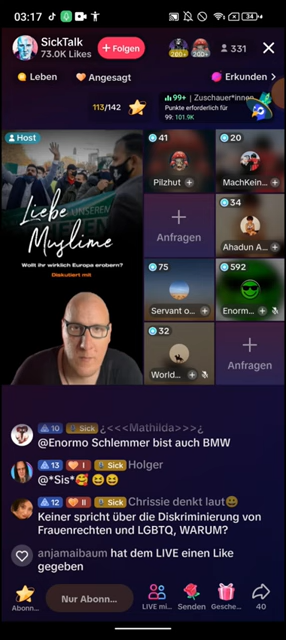 03:17
34
SickTalk
73.0K Likes
+ Folgen
200+
200+
331
Leben
Angesagt
Erkunden >
113/142
99+ | Zuschauer*innen
Punkte erforderlich für
99: 101.9K
Host
Liebe
Muslime
Wollt ihr wirklich Europa erobern?
Diskutiert mit
41
Pilzhut
20
MachKein...
Anfragen
34
Ahadun A...
75
Servant o...
592
Enorm...
32
World...
Anfragen
10 Sick ¿<<<Mathilda>>>¿
@Enormo Schlemmer bist auch BMW
13 I Sick Holger
@*Sis*🥰 😆😆
12 II Sick Chrissie denkt laut😃
Keiner spricht über die Diskriminierung von
Frauenrechten und LGBTQ, WARUM?
anjamaibaum hat dem LIVE einen Like
gegeben
Abonn...
Nur Abonn...
LIVE mi...
Senden
Gesche...
40